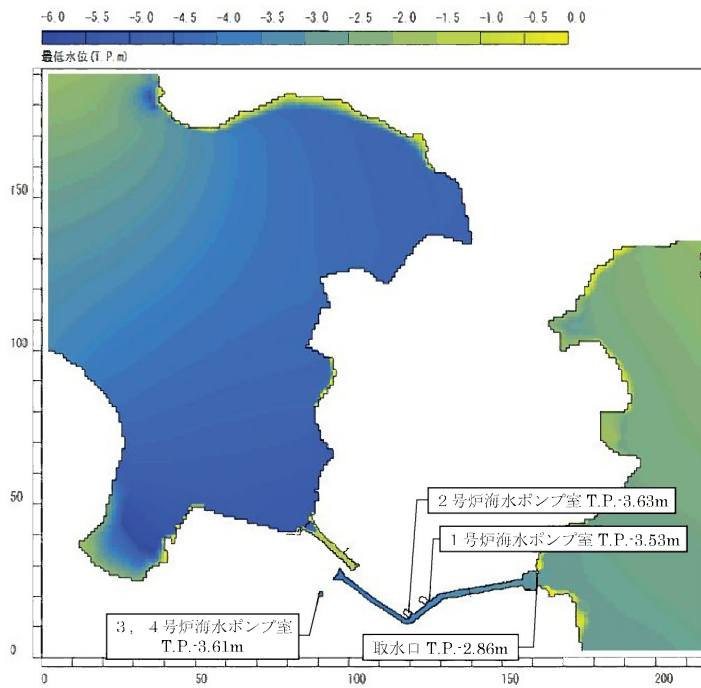 -6.0 -5.5 -5.0 -4.5 -4.0 -3.5 -3.0 -2.5 -2.0 -1.5 -1.0 -0.5 0.0
最低水位(T.P.m)
150
100
50
0
2号炉海水ポンプ室 T.P.-3.63m
1号炉海水ポンプ室 T.P.-3.53m
3,4号炉海水ポンプ室
T.P.-3.61m
取水口 T.P.-2.86m
0 50 100 150 200